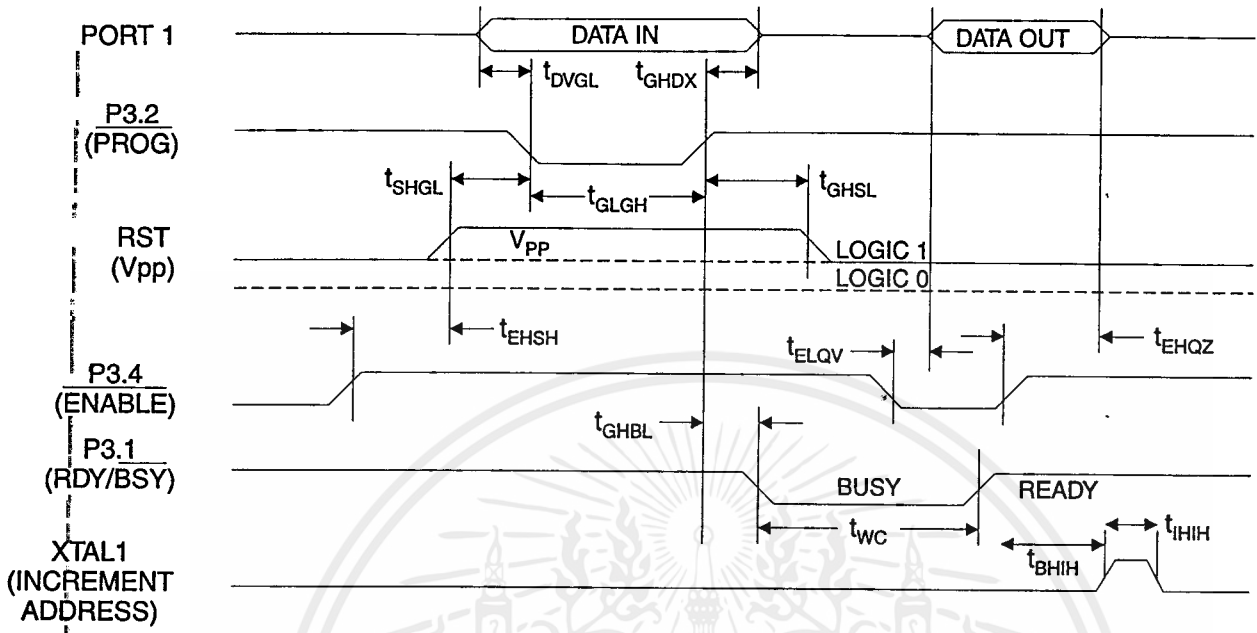 PORT 1
DATA IN
DATA OUT
tDVGL
tGHDX
P3.2
(PROG)
tSHGL
tGLGH
tGHSL
RST
(Vpp)
VPP
LOGIC 1
LOGIC 0
tEHSH
tELQV
tEHQZ
P3.4
(ENABLE)
tGHBL
P3.1
(RDY/BSY)
BUSY
READY
tWC
tIHIH
tBHIH
XTAL1
(INCREMENT
ADDRESS)